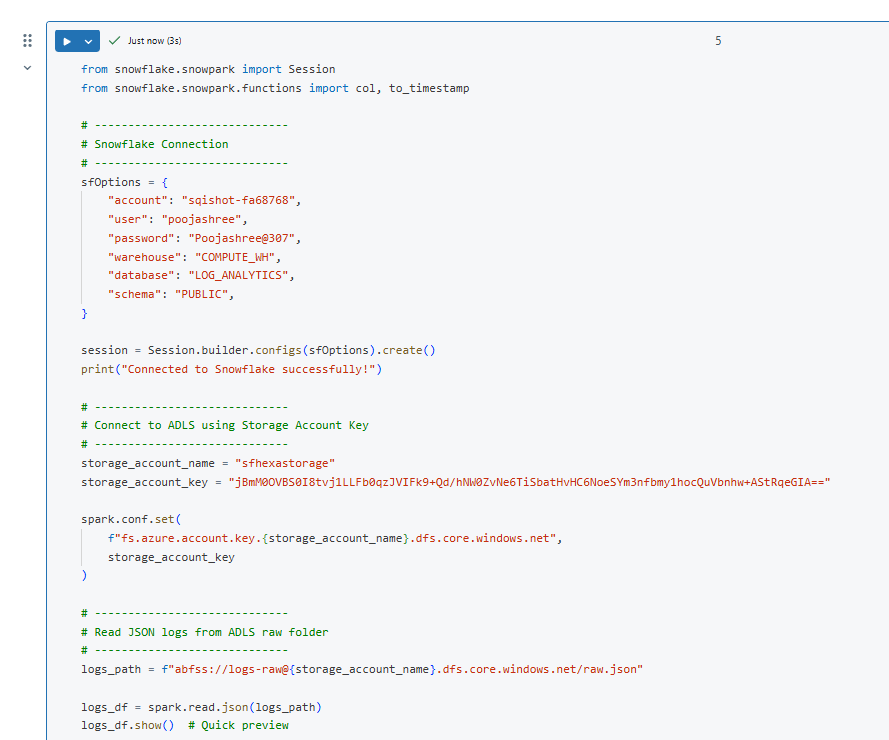 Just now (3s)
5
from snowflake.snowpark import Session
from snowflake.snowpark.functions import col, to_timestamp
# -----------------------------
# Snowflake Connection
# -----------------------------
sfOptions = {
"account": "sqishot-fa68768",
"user": "poojashree",
"password": "Poojashree@307",
"warehouse": "COMPUTE_WH",
"database": "LOG_ANALYTICS",
"schema": "PUBLIC",
}
session = Session.builder.configs(sfOptions).create()
print("Connected to Snowflake successfully!")
# -----------------------------
# Connect to ADLS using Storage Account Key
# -----------------------------
storage_account_name = "sfhexastorage"
storage_account_key = "jBmM0OVBS0I8tvj1LLFb0qzJVIFk9+Qd/hNW0ZvNe6TiSbatHvHC6NoeSYm3nfbmy1hocQuVbnhw+AStRqeGIA=="
spark.conf.set(
f"fs.azure.account.key.{storage_account_name}.dfs.core.windows.net",
storage_account_key
)
# -----------------------------
# Read JSON logs from ADLS raw folder
# -----------------------------
logs_path = f"abfss://logs-raw@{storage_account_name}.dfs.core.windows.net/raw.json"
logs_df = spark.read.json(logs_path)
logs_df.show()  # Quick preview